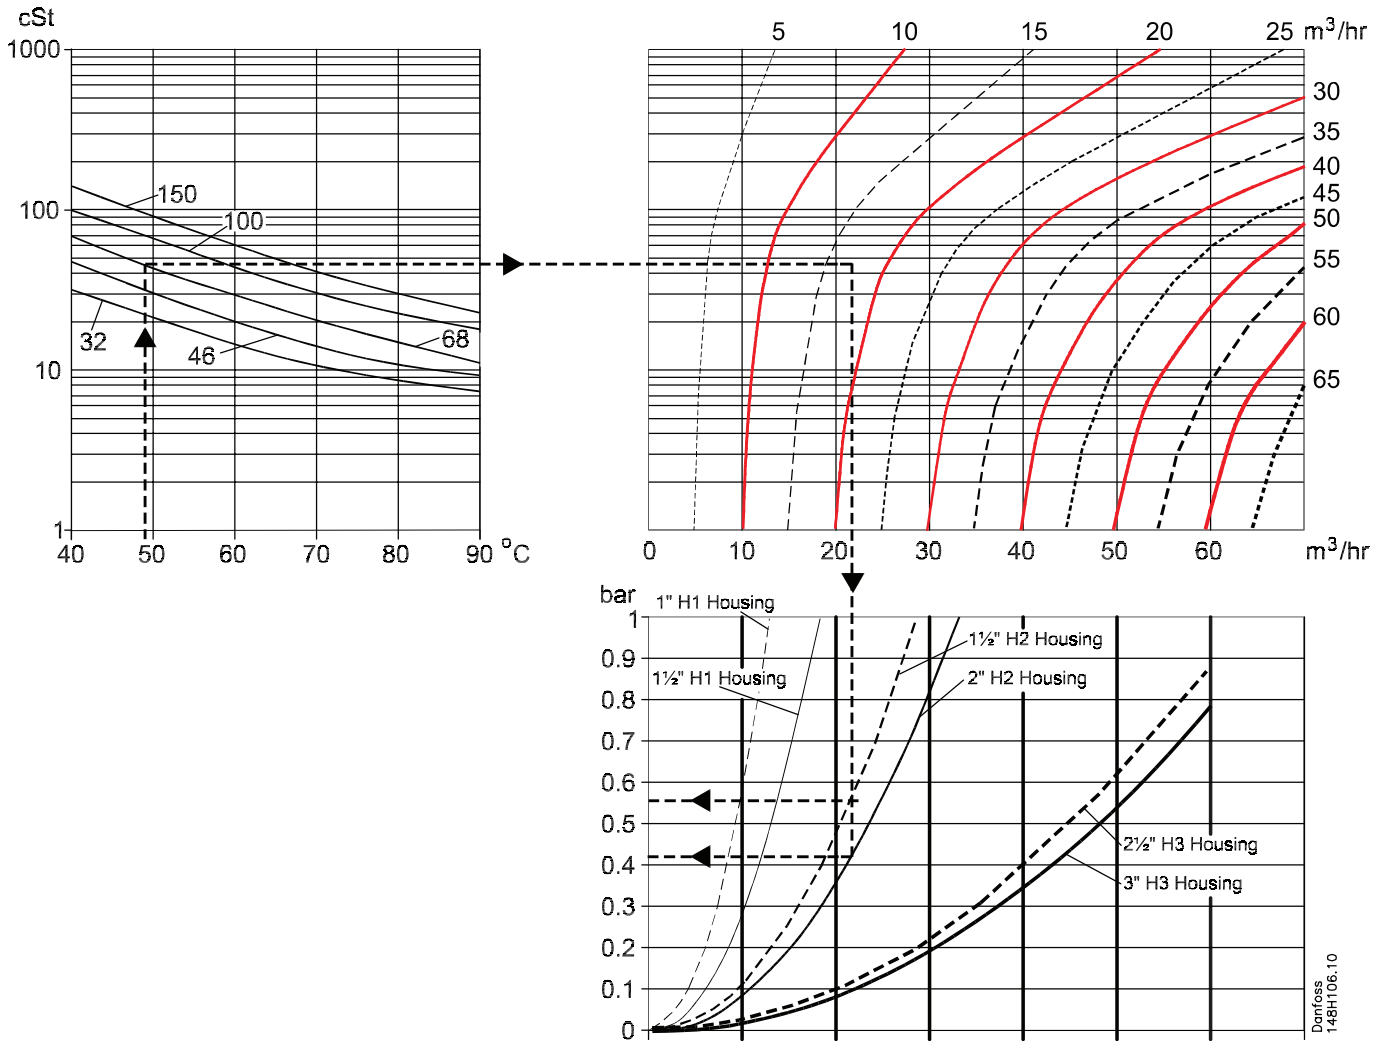 cSt
1000
100
10
1
40 50 60 70 80 90 °C
150
100
32
46
68
5 10 15 20 25 m³/hr
30
35
40
45
50
55
60
65
0 10 20 30 40 50 60 m³/hr
bar
1
0.9
0.8
0.7
0.6
0.5
0.4
0.3
0.2
0.1
0
1" H1 Housing
1½" H1 Housing
1½" H2 Housing
2" H2 Housing
2½" H3 Housing
3" H3 Housing
Danfoss
148H106.10